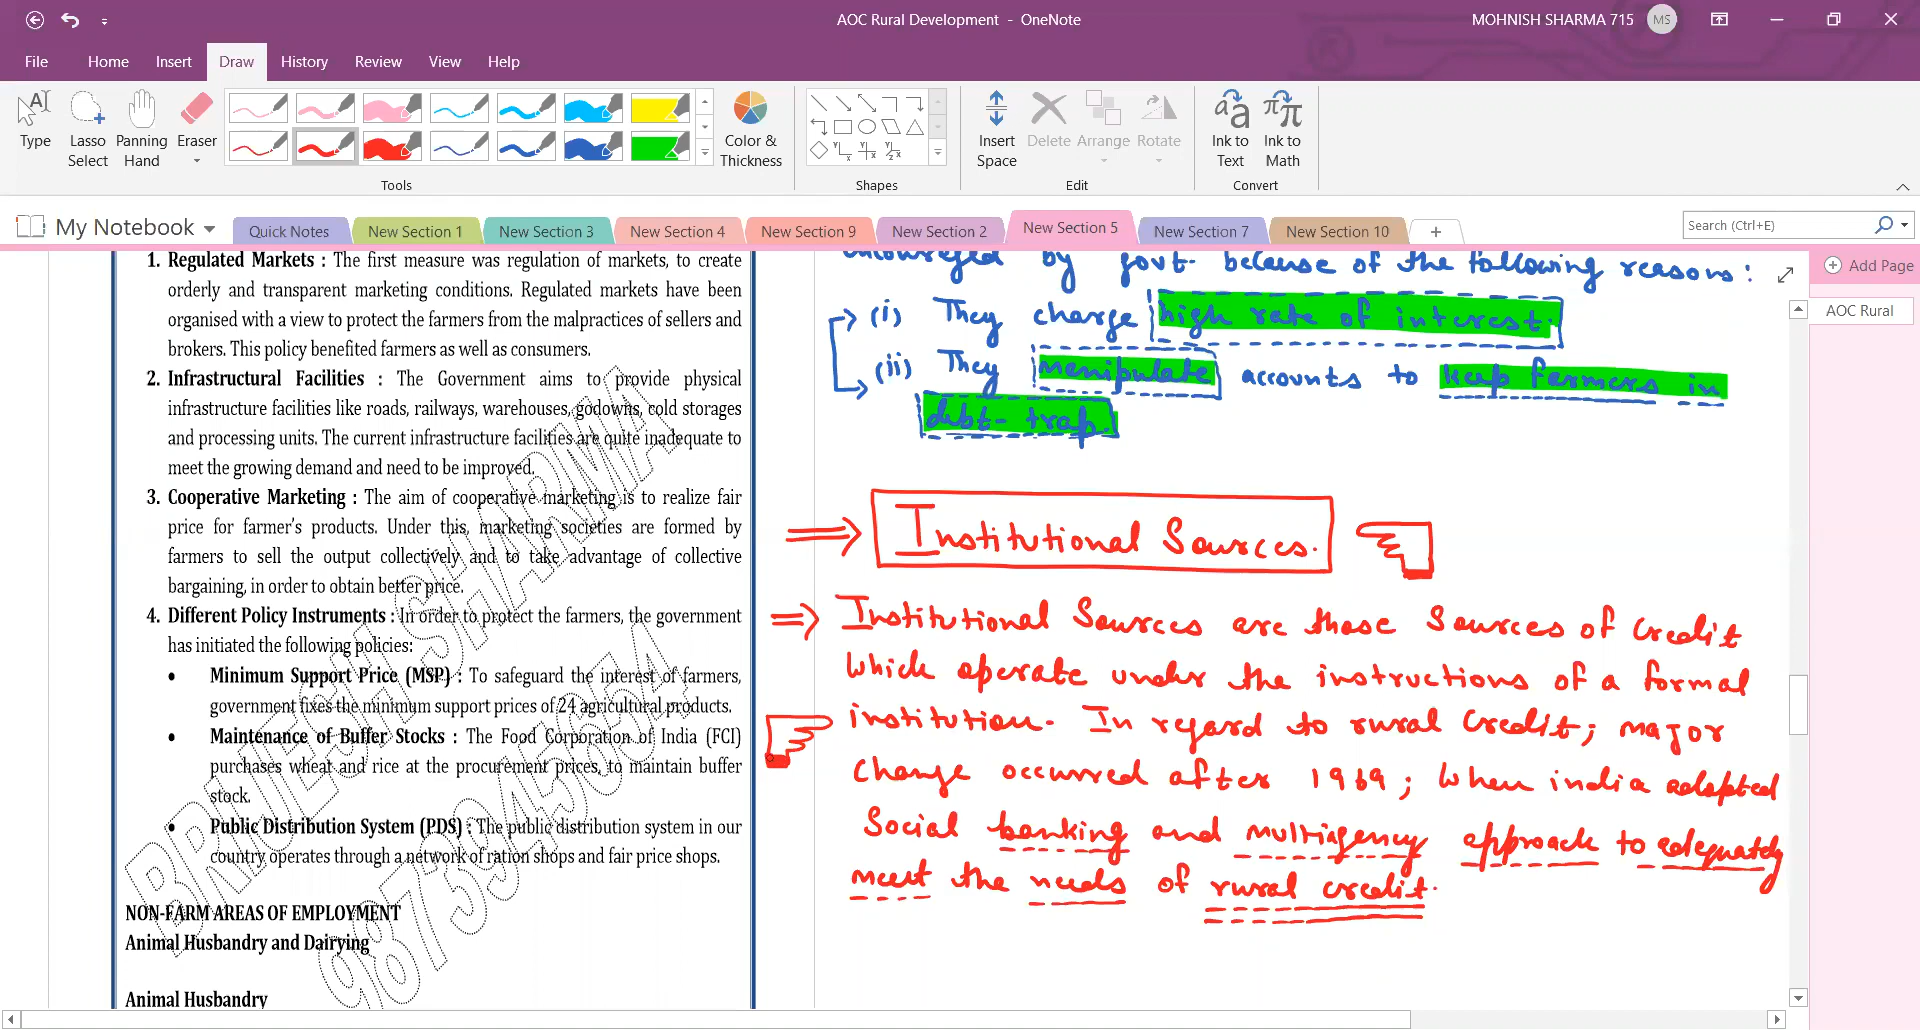 AOC Rural Development - OneNote
MOHNISH SHARMA 715
MS
File
Home
Insert
Draw
History
Review
View
Help
Type
Lasso Select
Panning Hand
Eraser
Color & Thickness
Insert Space
Delete
Arrange
Rotate
Ink to Text
Ink to Math
Tools
Shapes
Edit
Convert
My Notebook
Quick Notes
New Section 1
New Section 3
New Section 4
New Section 9
New Section 2
New Section 5
New Section 7
New Section 10
Search (Ctrl+E)
Add Page
AOC Rural
1. Regulated Markets : The first measure was regulation of markets, to create
orderly and transparent marketing conditions. Regulated markets have been
organised with a view to protect the farmers from the malpractices of sellers and
brokers. This policy benefited farmers as well as consumers.
2. Infrastructural Facilities : The Government aims to provide physical
infrastructure facilities like roads, railways, warehouses, godowns, cold storages
and processing units. The current infrastructure facilities are quite inadequate to
meet the growing demand and need to be improved.
3. Cooperative Marketing : The aim of cooperative marketing is to realize fair
price for farmer's products. Under this, marketing societies are formed by
farmers to sell the output collectively and to take advantage of collective
bargaining, in order to obtain better price.
4. Different Policy Instruments : In order to protect the farmers, the government
has initiated the following policies:
• Minimum Support Price (MSP) : To safeguard the interest of farmers,
government fixes the minimum support prices of 24 agricultural products.
• Maintenance of Buffer Stocks : The Food Corporation of India (FCI)
purchases wheat and rice at the procurement prices, to maintain buffer
stock.
• Public Distribution System (PDS) : The public distribution system in our
country operates through a network of ration shops and fair price shops.
NON-FARM AREAS OF EMPLOYMENT
Animal Husbandry and Dairying
Animal Husbandry
BRIJESH SHARMA
9873945654
by govt. because of the following reasons:
(i) They charge high rate of interest.
(ii) They manipulate accounts to keep farmers in
debt-trap.
Institutional Sources.
Institutional Sources are those Sources of credit
which operate under the instructions of a formal
institution. In regard to rural credit; major
change occurred after 1969; when india adopted
Social banking and multiagency approach to adequately
meet the needs of rural credit.